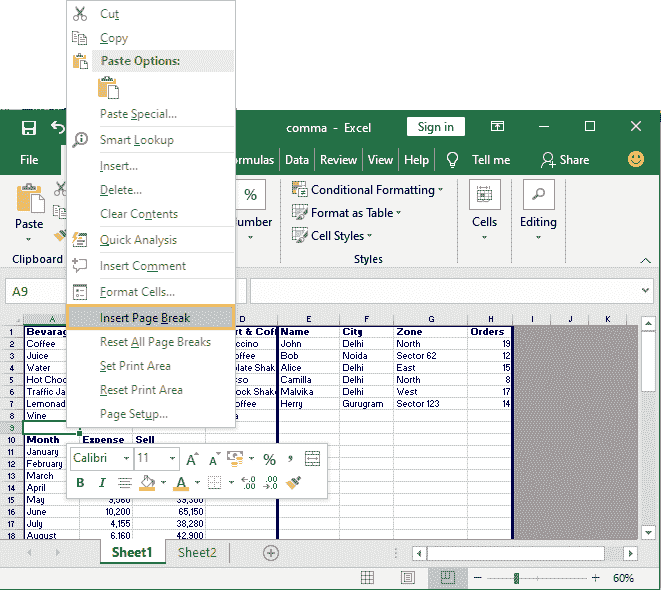 Cut
Copy
Paste Options:
Paste Special...
Smart Lookup
Insert...
Delete...
Clear Contents
Quick Analysis
Insert Comment
Format Cells...
Insert Page Break
Reset All Page Breaks
Set Print Area
Reset Print Area
Page Setup...
comma - Excel Sign in
File ormulas Data Review View Help Tell me Share
Paste % Conditional Formatting
umber Format as Table Cells Editing
Cell Styles
Clipboard Styles
A9
A D E F G H I J K
1 Bevarag t & Coff Name City Zone Orders
2 Coffee ccino John Delhi North 19
3 Juice offee Bob Noida Sector 62 12
4 Water olate Shak Alice Delhi East 15
5 Hot Choc sso Camilla Delhi North 8
6 Traffic Ja ock Shake Malvika Delhi West 17
7 Lemonad offee Herry Gurugram Sector 123 14
8 Wine a
9
10 Month Expense Sell
11 January
12 February
13 March
14 April
15 May 9,560 39,300
16 June 10,200 65,150
17 July 4,155 38,280
18 August 6,160 42,900
Calibri 11 A A % ,
B I A .00 .00
Sheet1 Sheet2
60%